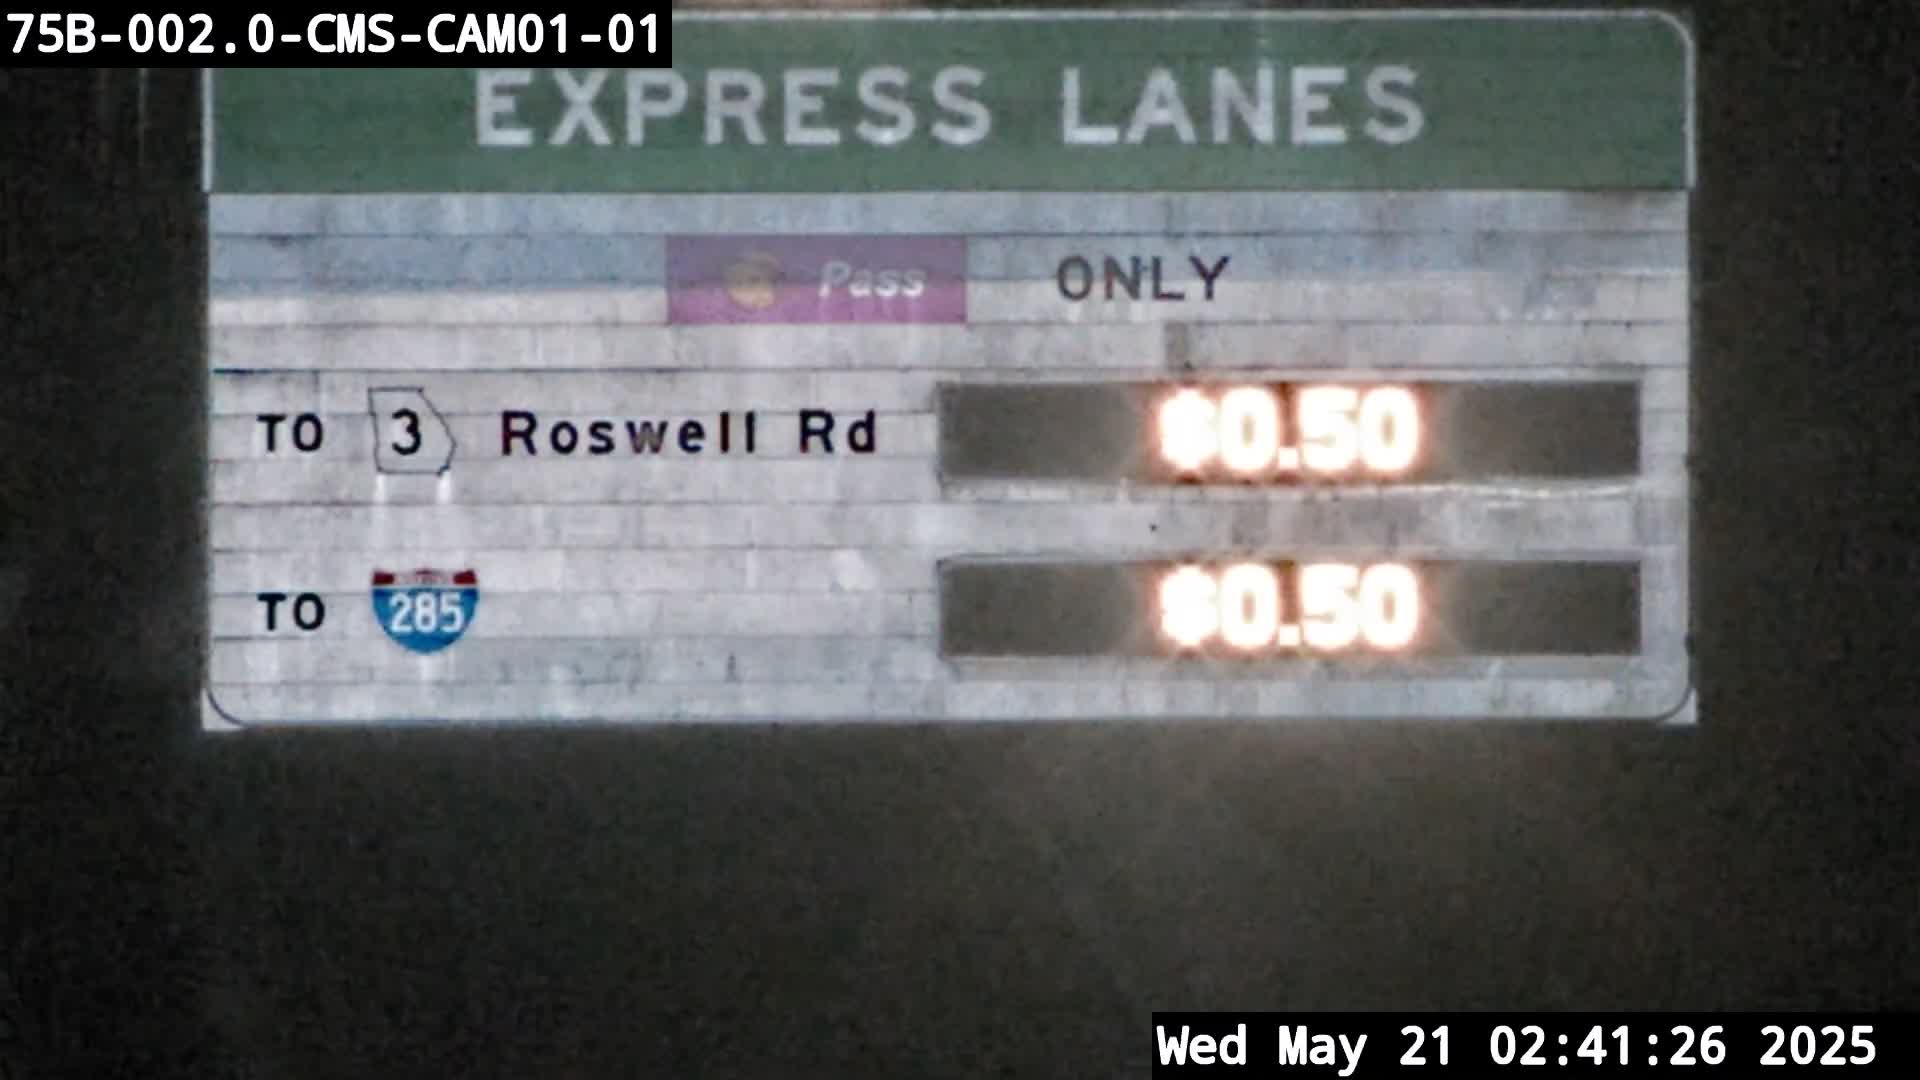 75B-002.0-CMS-CAM01-01
EXPRESS LANES
Pass ONLY
TO 3 Roswell Rd $0.50
TO 285 $0.50
Wed May 21 02:41:26 2025